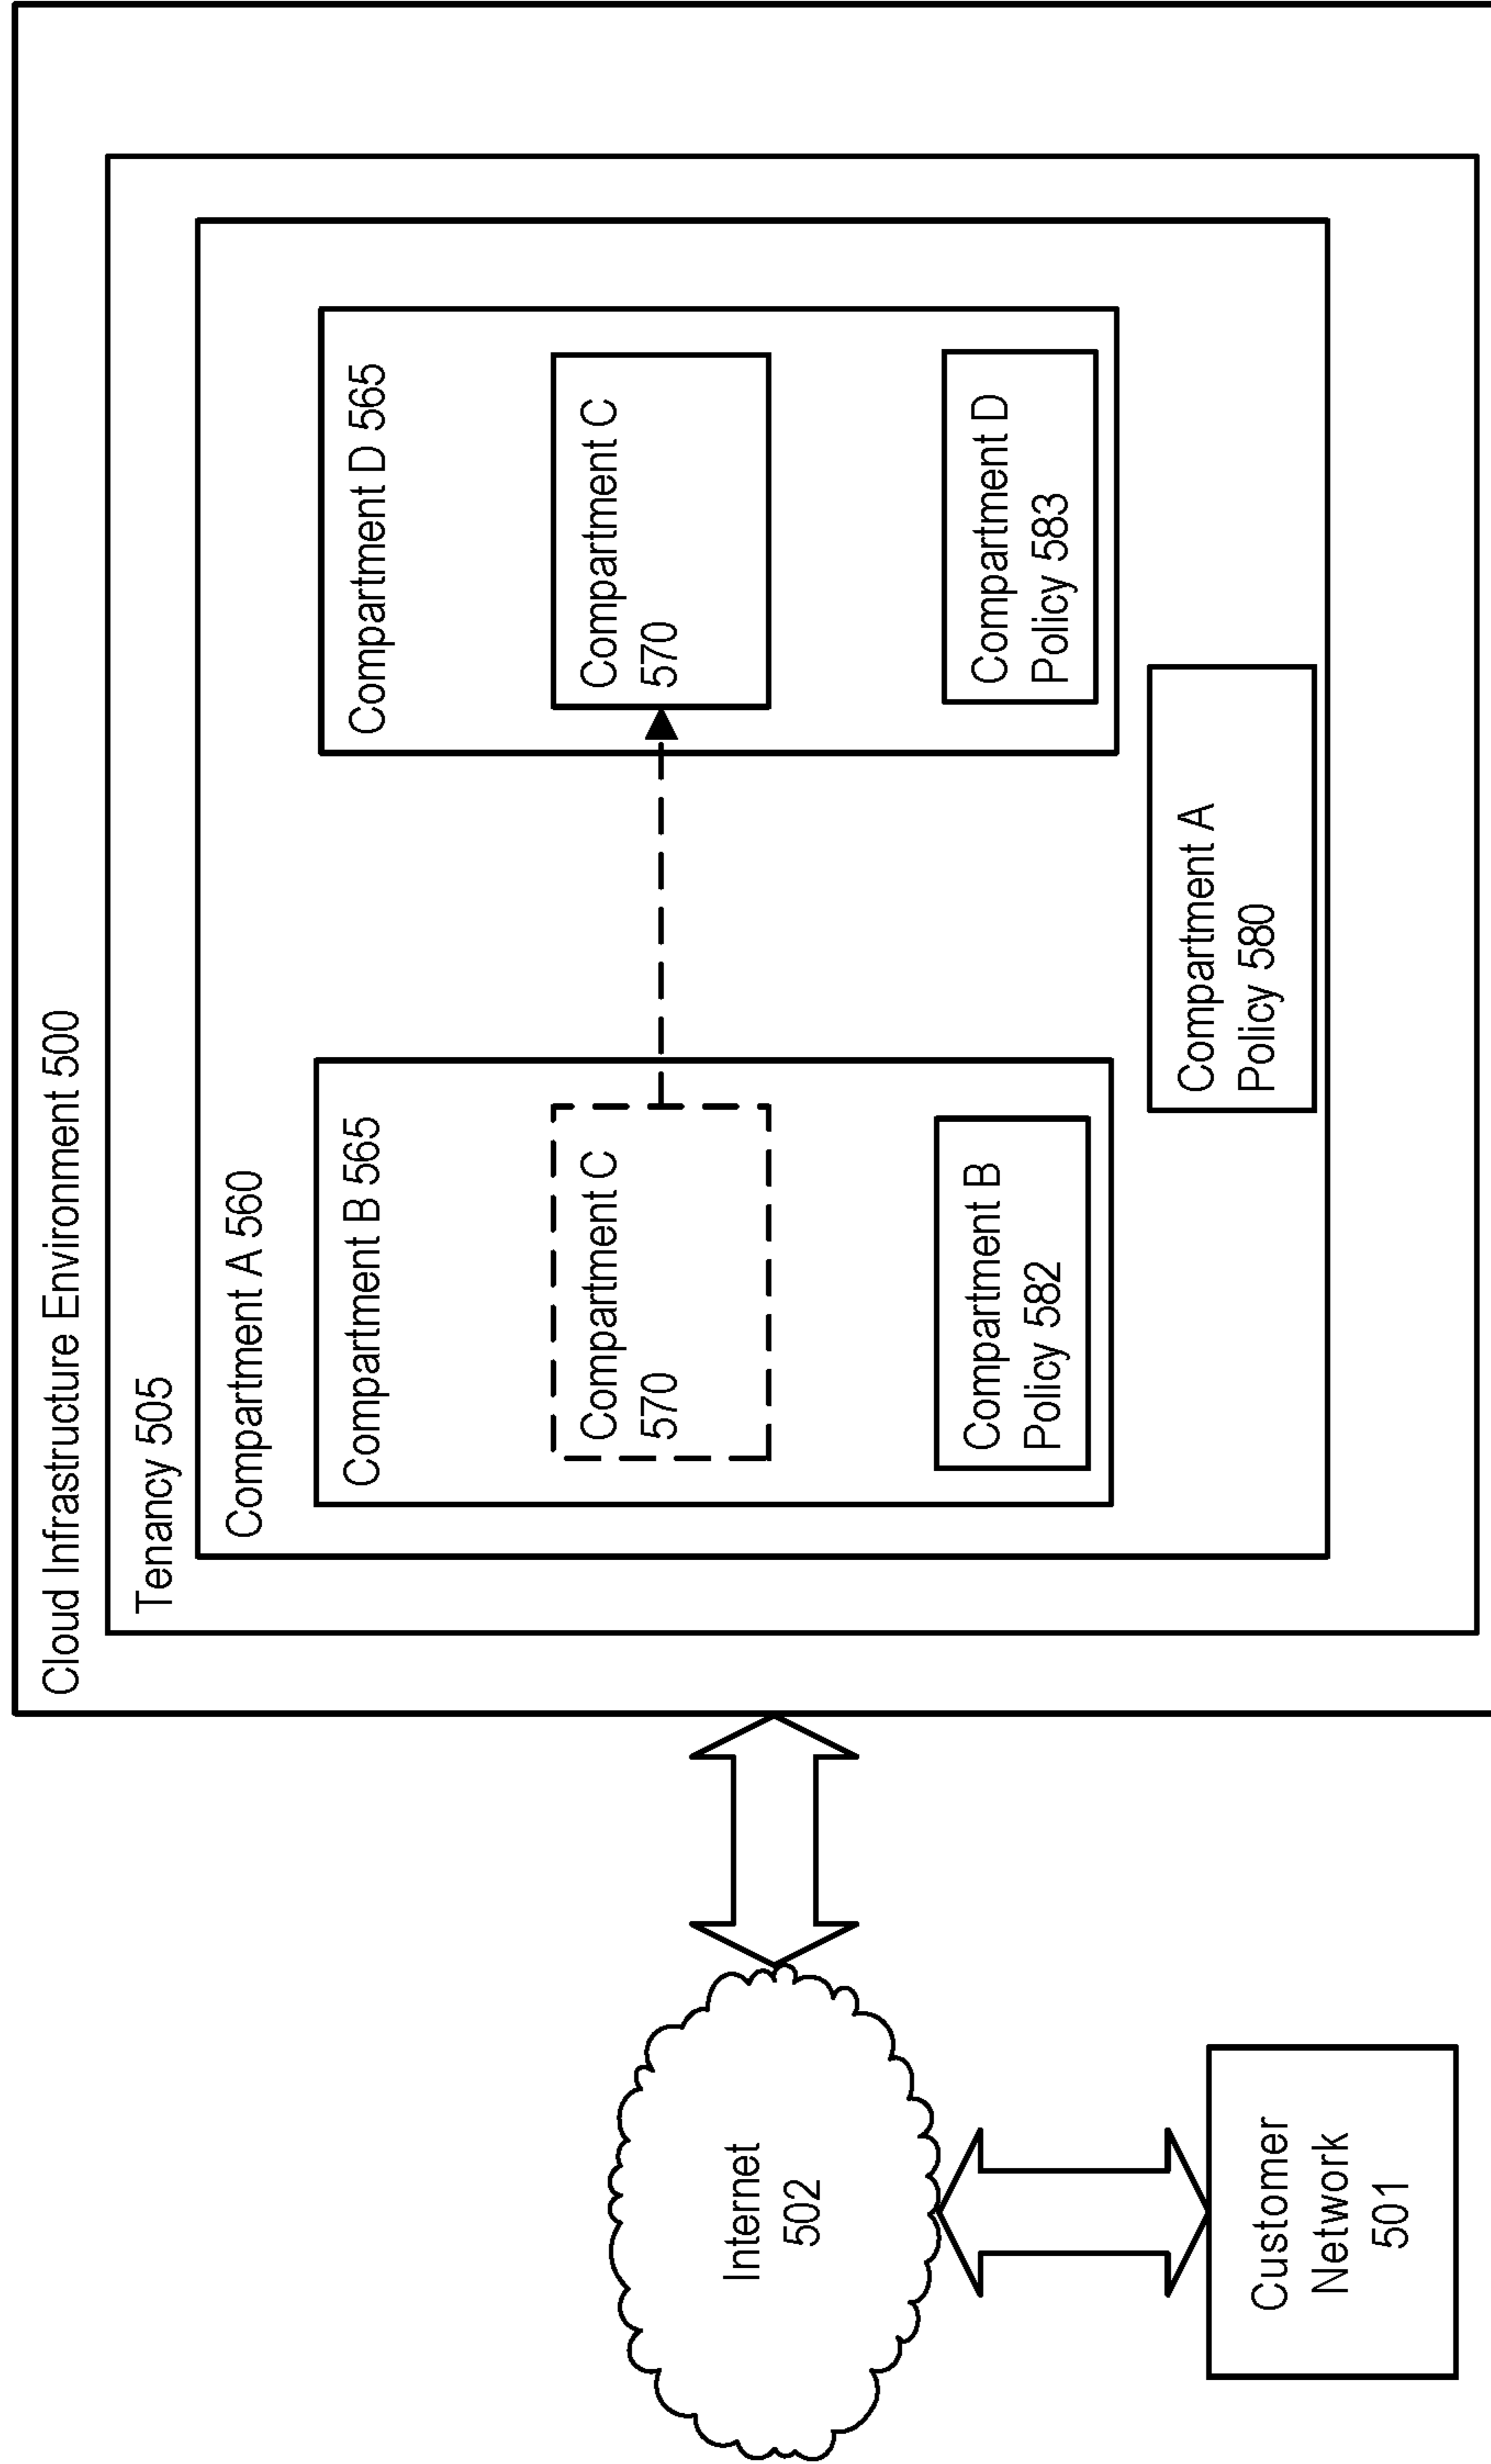 Cloud Infrastructure Environment 500
Tenancy 505
Compartment A 560
Compartment B 565
Compartment C
570
Compartment B
Policy 582
Compartment D 565
Compartment C
570
Compartment D
Policy 583
Compartment A
Policy 580
Internet
502
Customer
Network
501